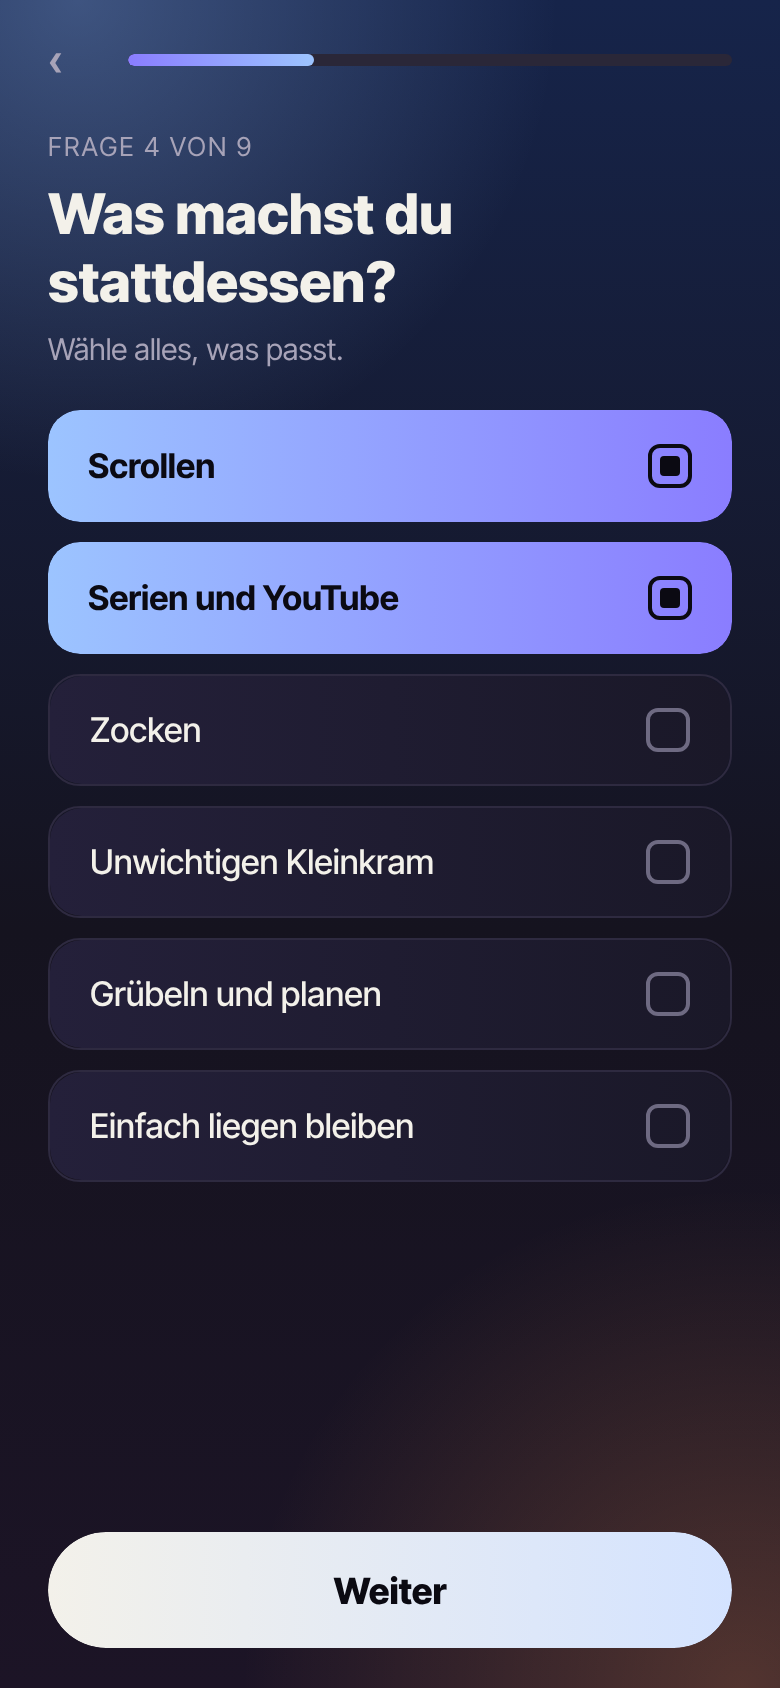 FRAGE 4 VON 9
Was machst du
stattdessen?
Wähle alles, was passt.
Scrollen
Serien und YouTube
Zocken
Unwichtigen Kleinkram
Grübeln und planen
Einfach liegen bleiben
Weiter